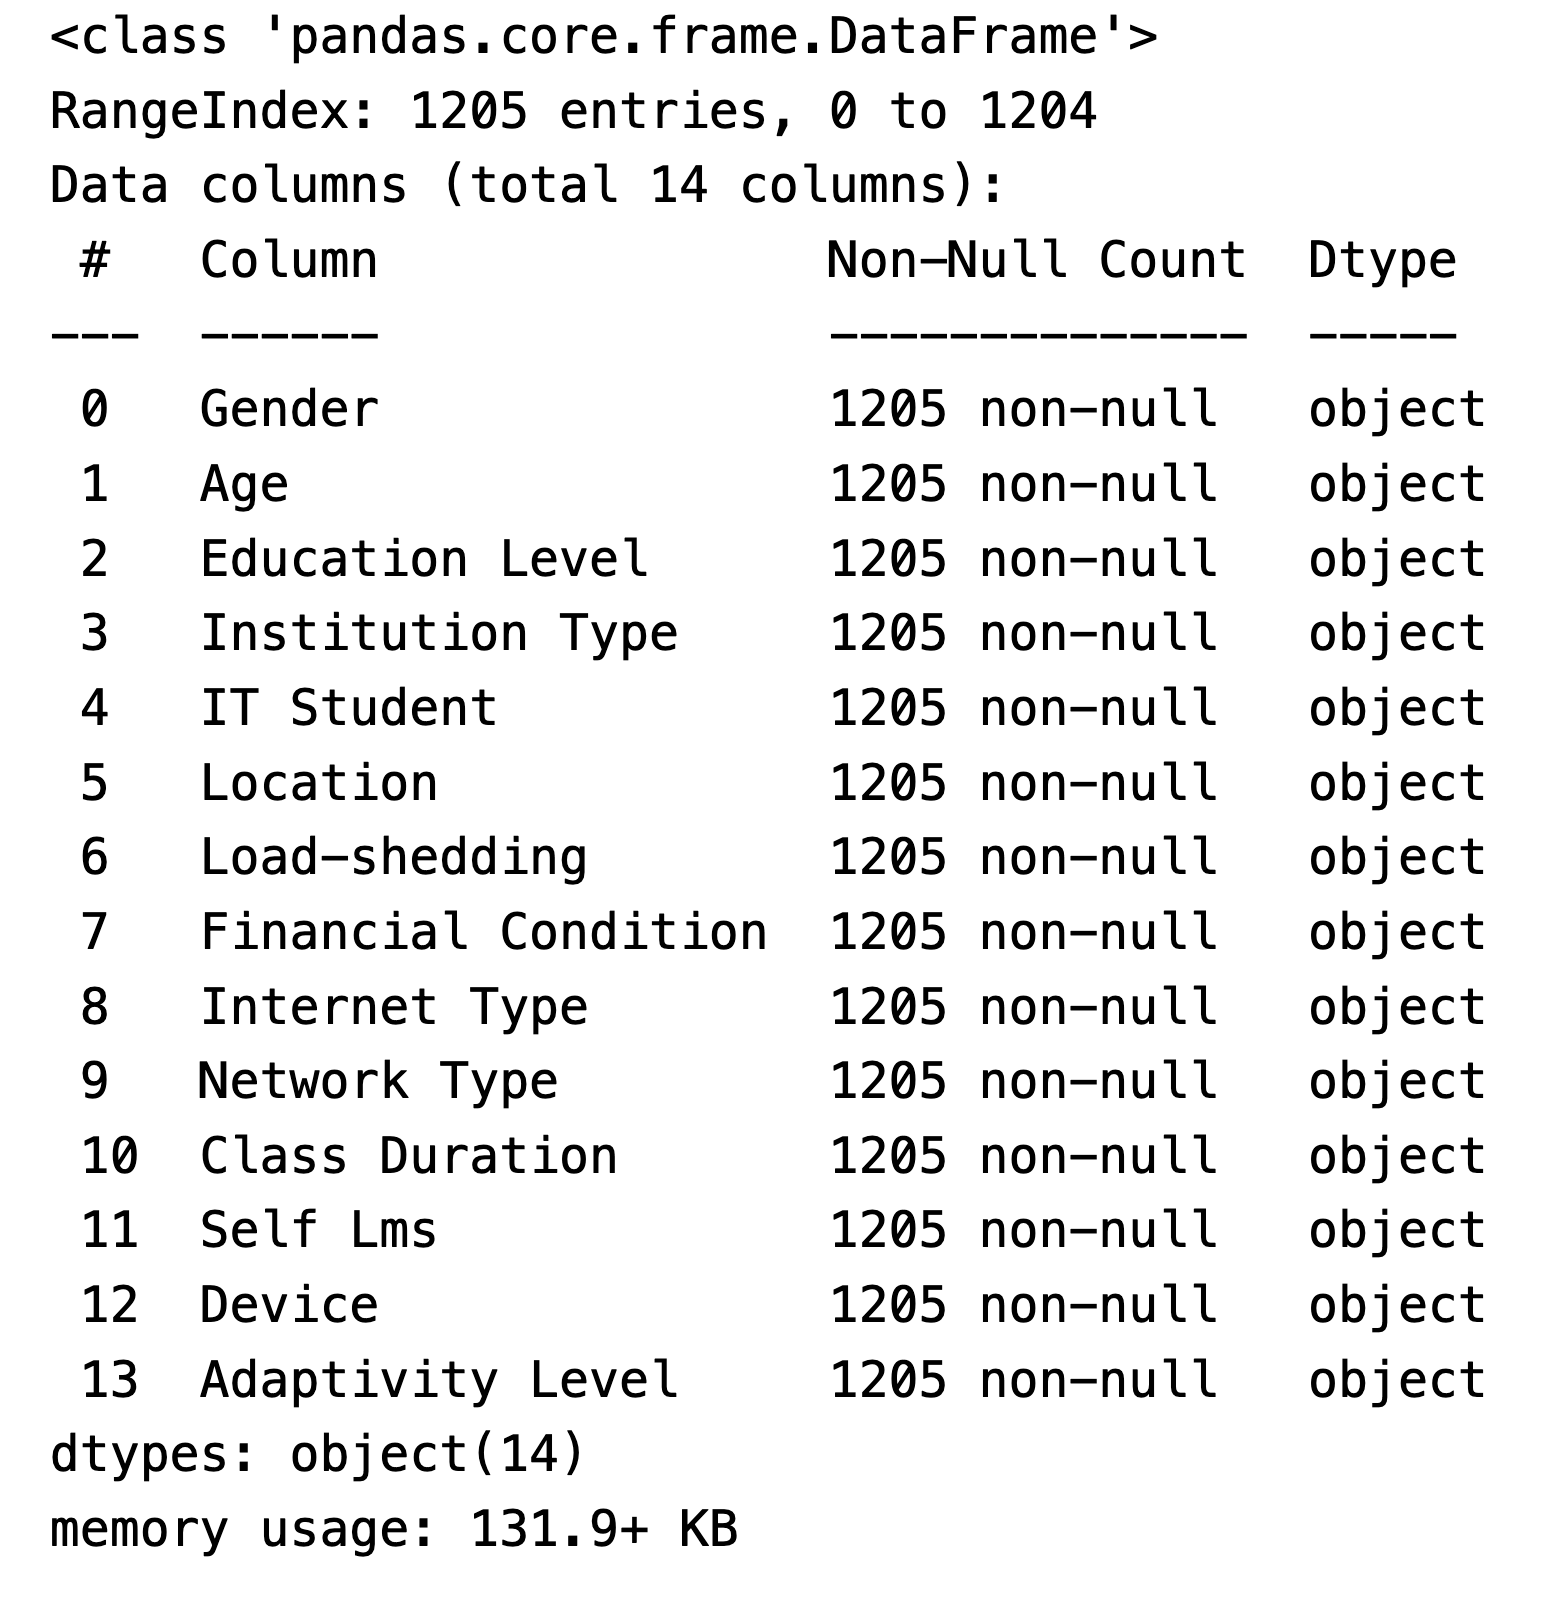 <class 'pandas.core.frame.DataFrame'>
RangeIndex: 1205 entries, 0 to 1204
Data columns (total 14 columns):
 #   Column               Non-Null Count  Dtype
---  ------               --------------  -----
 0   Gender               1205 non-null   object
 1   Age                  1205 non-null   object
 2   Education Level      1205 non-null   object
 3   Institution Type     1205 non-null   object
 4   IT Student           1205 non-null   object
 5   Location             1205 non-null   object
 6   Load-shedding        1205 non-null   object
 7   Financial Condition  1205 non-null   object
 8   Internet Type        1205 non-null   object
 9   Network Type         1205 non-null   object
 10  Class Duration       1205 non-null   object
 11  Self Lms             1205 non-null   object
 12  Device               1205 non-null   object
 13  Adaptivity Level     1205 non-null   object
dtypes: object(14)
memory usage: 131.9+ KB